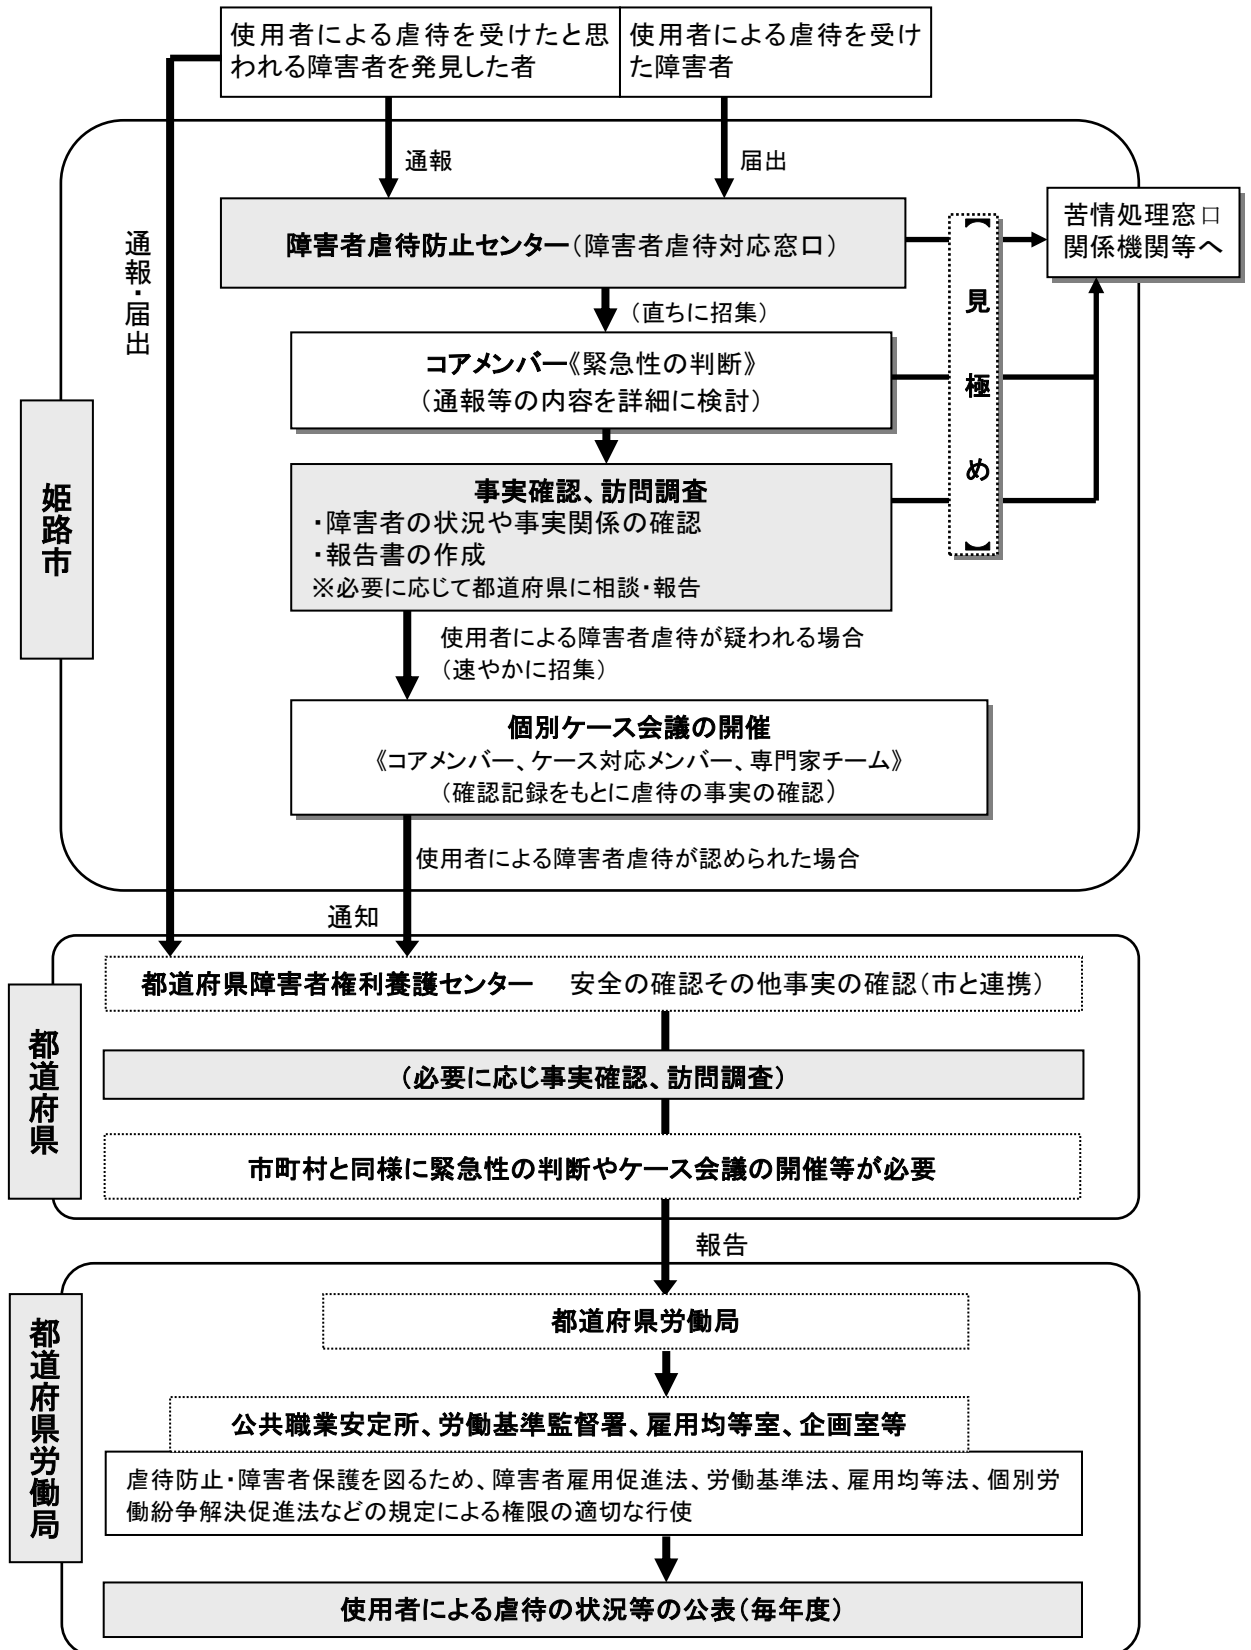 使用者による虐待を受けたと思
われる障害者を発見した者
使用者による虐待を受け
た障害者
通報
届出
通報・届出
障害者虐待防止センター（障害者虐待対応窓口）
【見極め】
苦情処理窓口
関係機関等へ
（直ちに招集）
コアメンバー《緊急性の判断》
（通報等の内容を詳細に検討）
姫路市
事実確認、訪問調査
・障害者の状況や事実関係の確認
・報告書の作成
※必要に応じて都道府県に相談・報告
使用者による障害者虐待が疑われる場合
（速やかに招集）
個別ケース会議の開催
《コアメンバー、ケース対応メンバー、専門家チーム》
（確認記録をもとに虐待の事実の確認）
使用者による障害者虐待が認められた場合
通知
都道府県
都道府県障害者権利養護センター　安全の確認その他事実の確認（市と連携）
（必要に応じ事実確認、訪問調査）
市町村と同様に緊急性の判断やケース会議の開催等が必要
報告
都道府県労働局
都道府県労働局
公共職業安定所、労働基準監督署、雇用均等室、企画室等
虐待防止・障害者保護を図るため、障害者雇用促進法、労働基準法、雇用均等法、個別労
働紛争解決促進法などの規定による権限の適切な行使
使用者による虐待の状況等の公表（毎年度）